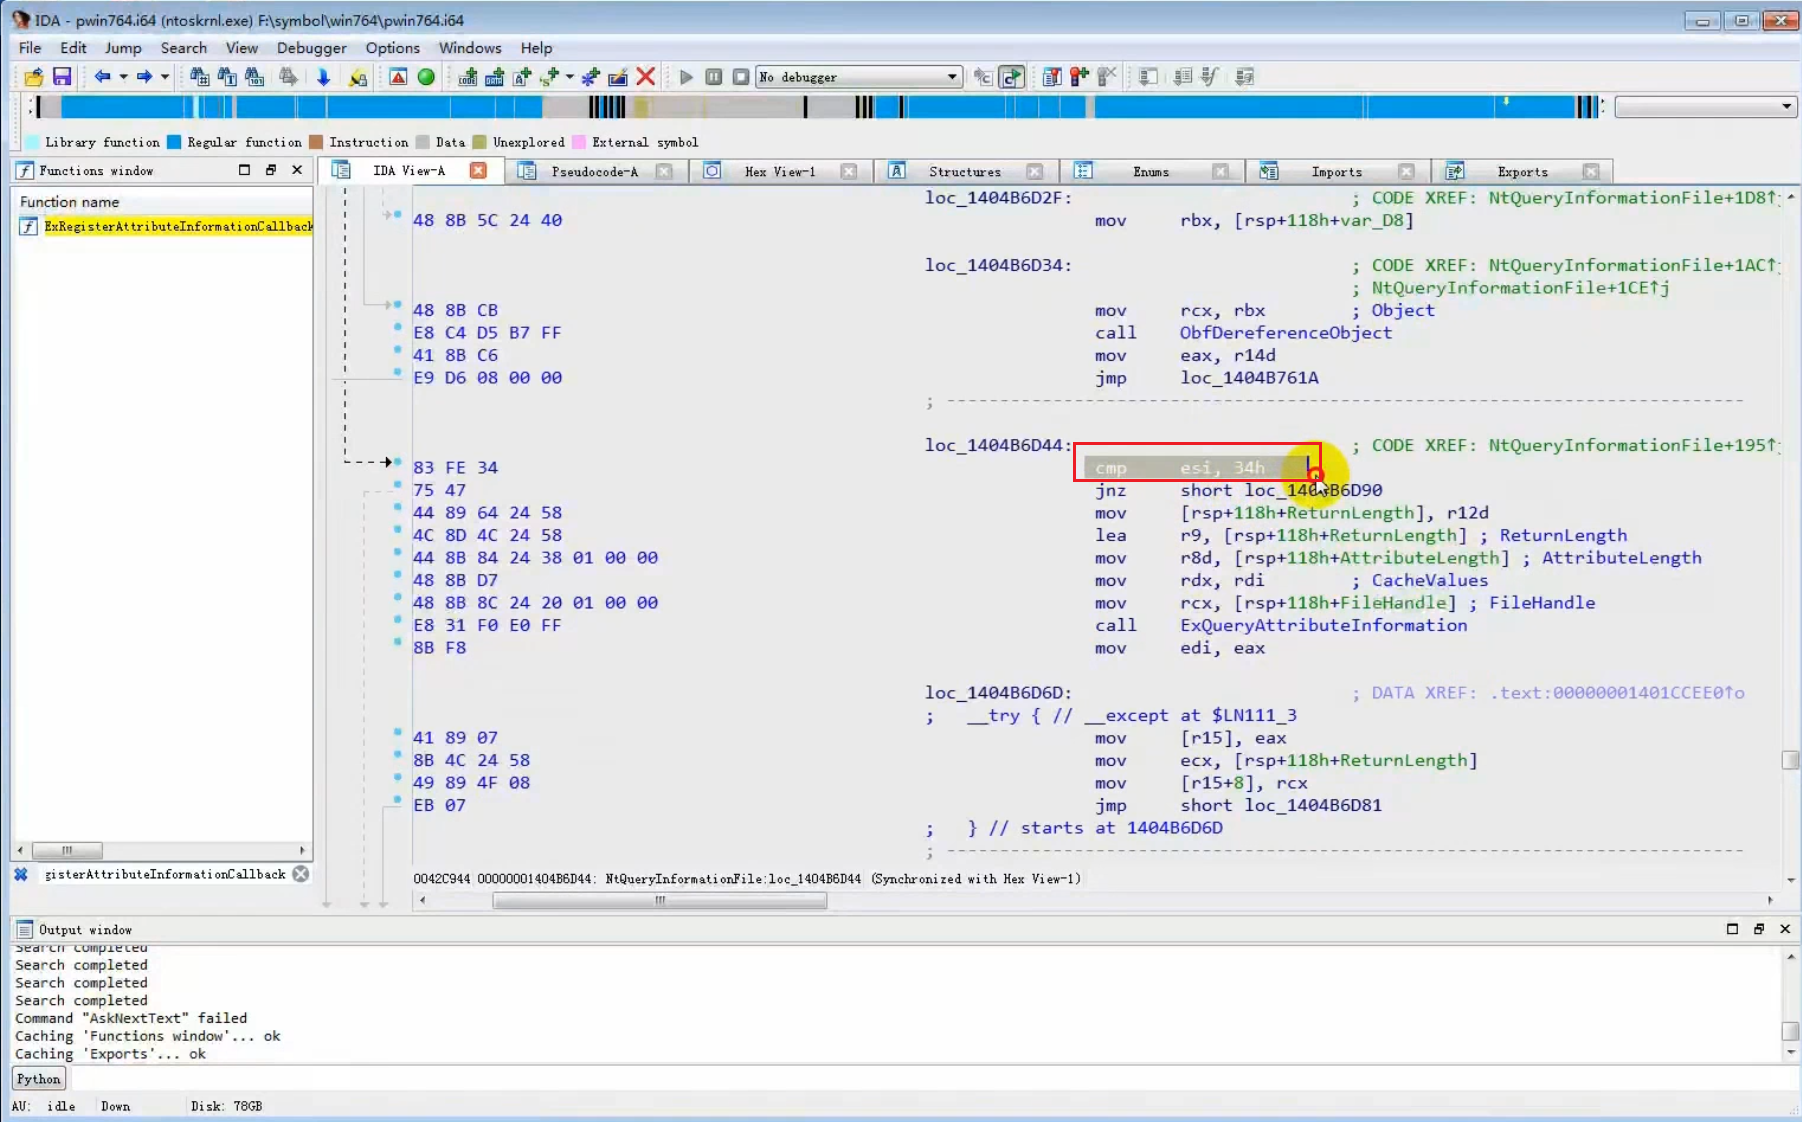 IDA - pwin764.i64 (ntoskrnl.exe) F:\symbol\win764\pwin764.i64
File Edit Jump Search View Debugger Options Windows Help
No debugger
Library function Regular function Instruction Data Unexplored External symbol
Functions window
IDA View-A Pseudocode-A Hex View-1 Structures Enums Imports Exports
Function name
ExRegisterAttributeInformationCallback
loc_1404B6D2F: ; CODE XREF: NtQueryInformationFile+1D8↑j
48 8B 5C 24 40 mov rbx, [rsp+118h+var_D8]
loc_1404B6D34: ; CODE XREF: NtQueryInformationFile+1AC↑j
; NtQueryInformationFile+1CE↑j
48 8B CB mov rcx, rbx ; Object
E8 C4 D5 B7 FF call ObfDereferenceObject
41 8B C6 mov eax, r14d
E9 D6 08 00 00 jmp loc_1404B761A
; ---------------------------------------------------------------------------
loc_1404B6D44: ; CODE XREF: NtQueryInformationFile+195↑j
83 FE 34 cmp esi, 34h
75 47 jnz short loc_1404B6D90
44 89 64 24 58 mov [rsp+118h+ReturnLength], r12d
4C 8D 4C 24 58 lea r9, [rsp+118h+ReturnLength] ; ReturnLength
44 8B 84 24 38 01 00 00 mov r8d, [rsp+118h+AttributeLength] ; AttributeLength
48 8B D7 mov rdx, rdi ; CacheValues
48 8B 8C 24 20 01 00 00 mov rcx, [rsp+118h+FileHandle] ; FileHandle
E8 31 F0 E0 FF call ExQueryAttributeInformation
8B F8 mov edi, eax
loc_1404B6D6D: ; DATA XREF: .text:00000001401CCEE0↑o
; __try { // __except at $LN111_3
41 89 07 mov [r15], eax
8B 4C 24 58 mov ecx, [rsp+118h+ReturnLength]
49 89 4F 08 mov [r15+8], rcx
EB 07 jmp short loc_1404B6D81
; } // starts at 1404B6D6D
; ---------------------------------------------------------------------------
gisterAttributeInformationCallback
0042C944 00000001404B6D44: NtQueryInformationFile:loc_1404B6D44 (Synchronized with Hex View-1)
Output window
Search completed
Search completed
Search completed
Search completed
Command "AskNextText" failed
Caching 'Functions window'... ok
Caching 'Exports'... ok
Python
AU: idle Down Disk: 78GB